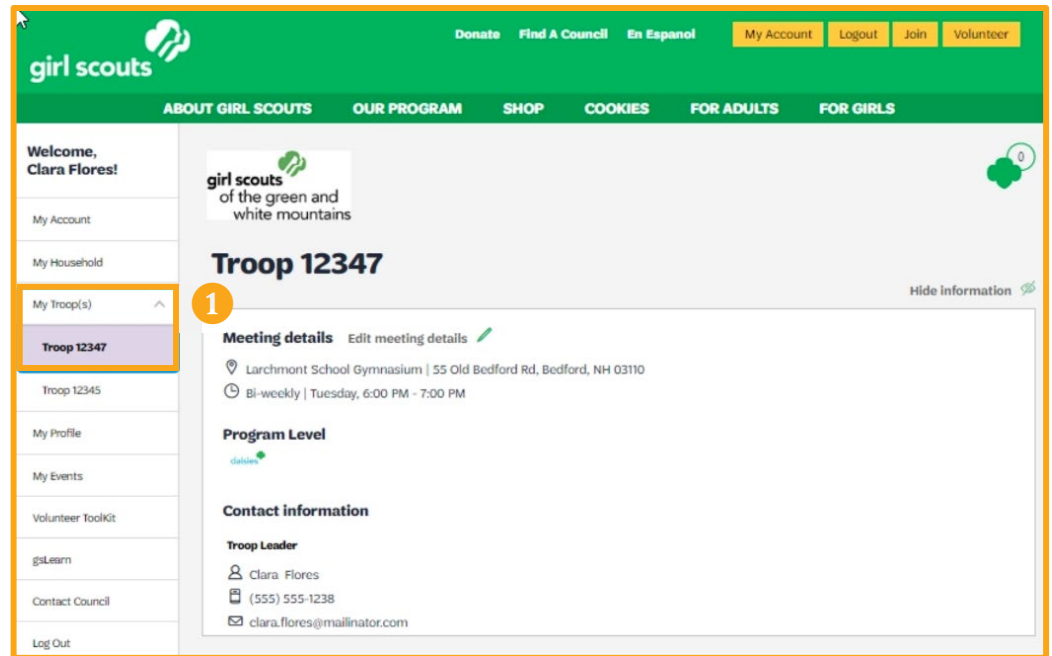 Donate Find A Council En Espanol My Account Logout Join Volunteer
girl scouts
ABOUT GIRL SCOUTS OUR PROGRAM SHOP COOKIES FOR ADULTS FOR GIRLS
Welcome,
Clara Flores!
My Account
My Household
My Troop(s)
Troop 12347
Troop 12345
My Profile
My Events
Volunteer ToolKit
gsLearn
Contact Council
Log Out
1
girl scouts
of the green and
white mountains
0
Troop 12347
Hide information
Meeting details Edit meeting details
Larchmont School Gymnasium | 55 Old Bedford Rd, Bedford, NH 03110
Bi-weekly | Tuesday, 6:00 PM - 7:00 PM
Program Level
daisies
Contact information
Troop Leader
Clara Flores
(555) 555-1238
clara.flores@mailinator.com